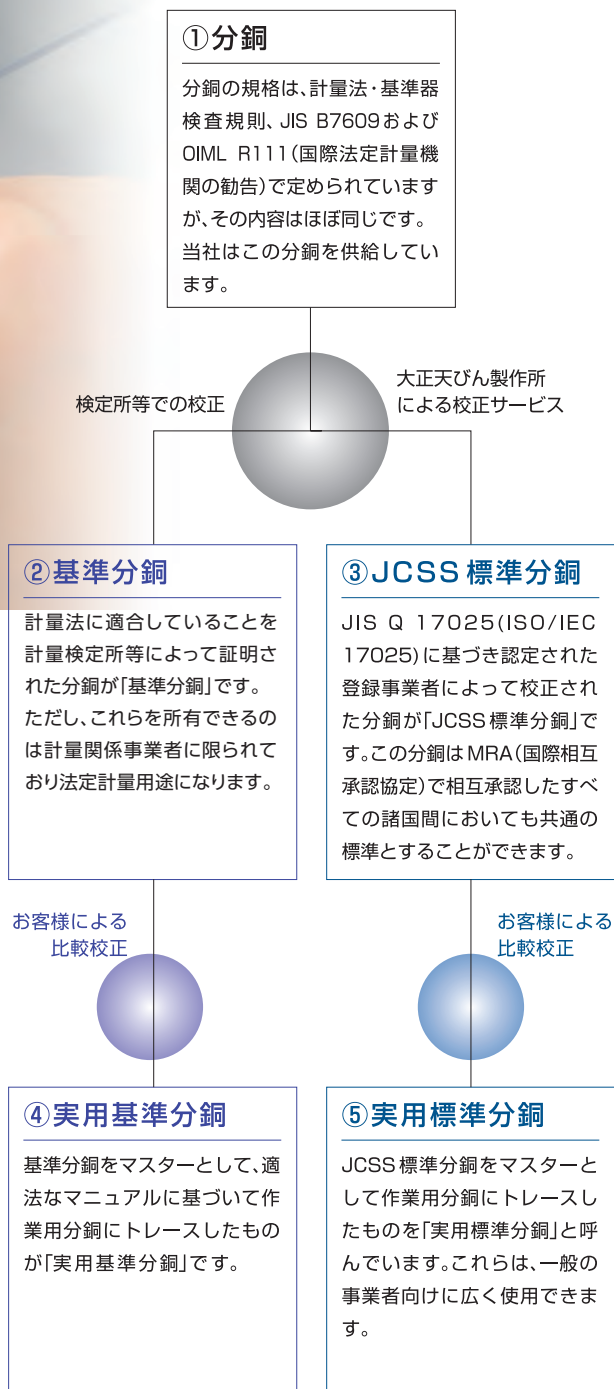 ①分銅
分銅の規格は、計量法・基準器
検査規則、JIS B7609および
OIML R111(国際法定計量機
関の勧告)で定められています
が、その内容はほぼ同じです。
当社はこの分銅を供給してい
ます。
検定所等での校正
大正天びん製作所
による校正サービス
②基準分銅
計量法に適合していることを
計量検定所等によって証明さ
れた分銅が「基準分銅」です。
ただし、これらを所有できるの
は計量関係事業者に限られて
おり法定計量用途になります。
③JCSS標準分銅
JIS Q 17025(ISO/IEC
17025)に基づき認定された
登録事業者によって校正され
た分銅が「JCSS標準分銅」で
す。この分銅はMRA(国際相互
承認協定)で相互承認したすべ
ての諸国間においても共通の
標準とすることができます。
お客様による
比較校正
お客様による
比較校正
④実用基準分銅
基準分銅をマスターとして、適
法なマニュアルに基づいて作
業用分銅にトレースしたもの
が「実用基準分銅」です。
⑤実用標準分銅
JCSS標準分銅をマスターと
して作業用分銅にトレースし
たものを「実用標準分銅」と呼
んでいます。これらは、一般の
事業者向けに広く使用できま
す。